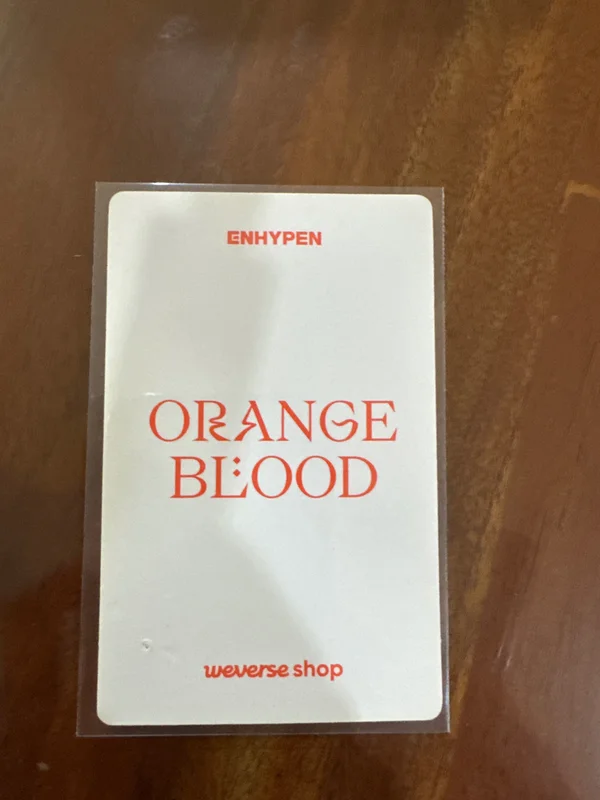 ENHYPEN
ORANGE
BLOOD
weverse shop